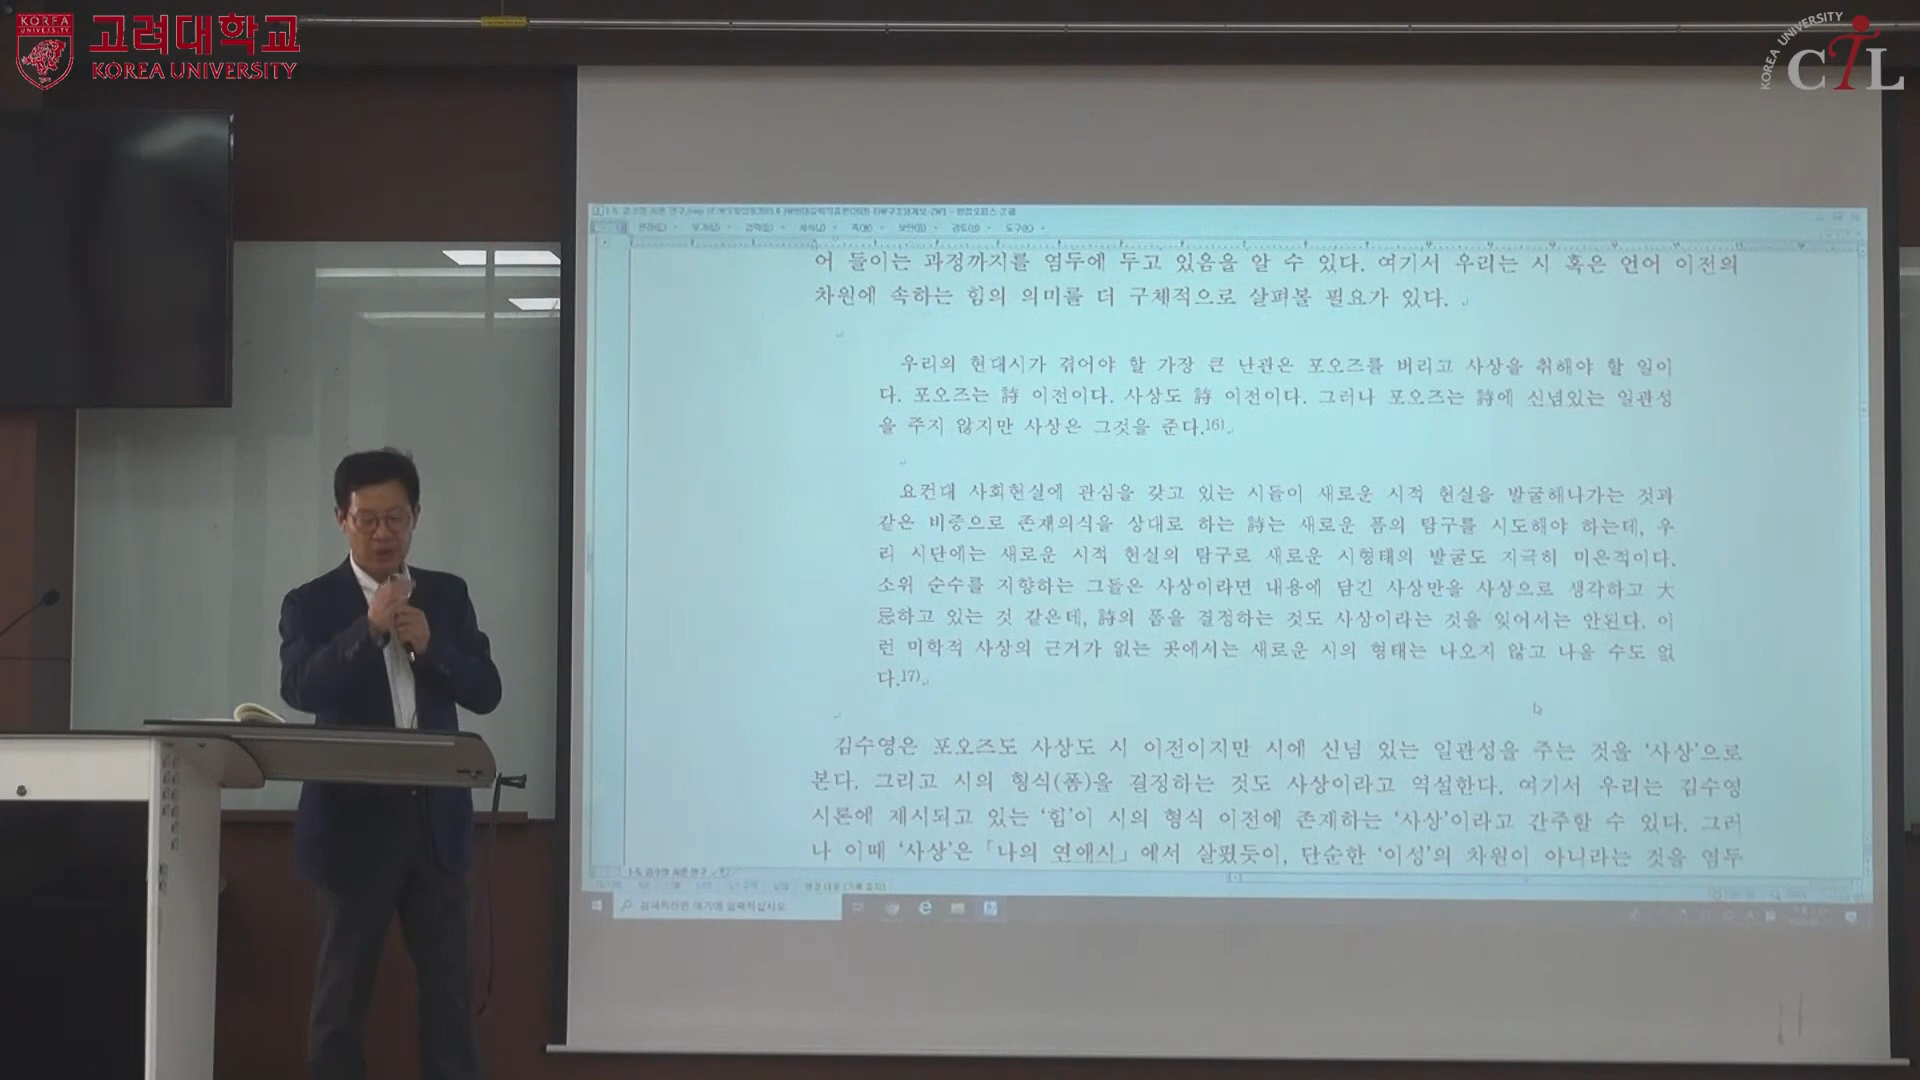 KOREA UNIVERSITY
고려대학교
KOREA UNIVERSITY
KOREA UNIVERSITY
CTL
어 들이는 과정까지를 염두에 두고 있음을 알 수 있다. 여기서 우리는 시 혹은 언어 이전의
차원에 속하는 힘의 의미를 더 구체적으로 살펴볼 필요가 있다.
우리의 현대시가 겪어야 할 가장 큰 난관은 포오즈를 버리고 사상을 취해야 할 일이
다. 포오즈는 詩 이전이다. 사상도 詩 이전이다. 그러나 포오즈는 詩에 신념있는 일관성
을 주지 않지만 사상은 그것을 준다.16)
요컨대 사회현실에 관심을 갖고 있는 시들이 새로운 시적 현실을 발굴해나가는 것과
같은 비중으로 존재의식을 상대로 하는 詩는 새로운 폼의 탐구를 시도해야 하는데, 우
리 시단에는 새로운 시적 현실의 탐구로 새로운 시형태의 발굴도 지극히 미온적이다.
소위 순수를 지향하는 그들은 사상이라면 내용에 담긴 사상만을 사상으로 생각하고 大
忌하고 있는 것 같은데, 詩의 폼을 결정하는 것도 사상이라는 것을 잊어서는 안된다. 이
런 미학적 사상의 근거가 없는 곳에서는 새로운 시의 형태는 나오지 않고 나올 수도 없
다.17)
김수영은 포오즈도 사상도 시 이전이지만 시에 신념 있는 일관성을 주는 것을 ‘사상’으로
본다. 그리고 시의 형식(폼)을 결정하는 것도 사상이라고 역설한다. 여기서 우리는 김수영
시론에 제시되고 있는 ‘힘’이 시의 형식 이전에 존재하는 ‘사상’이라고 간주할 수 있다. 그러
나 이때 ‘사상’은 「나의 연애시」에서 살폈듯이, 단순한 ‘이성’의 차원이 아니라는 것을 염두
검색하려면 여기에 입력하십시오.